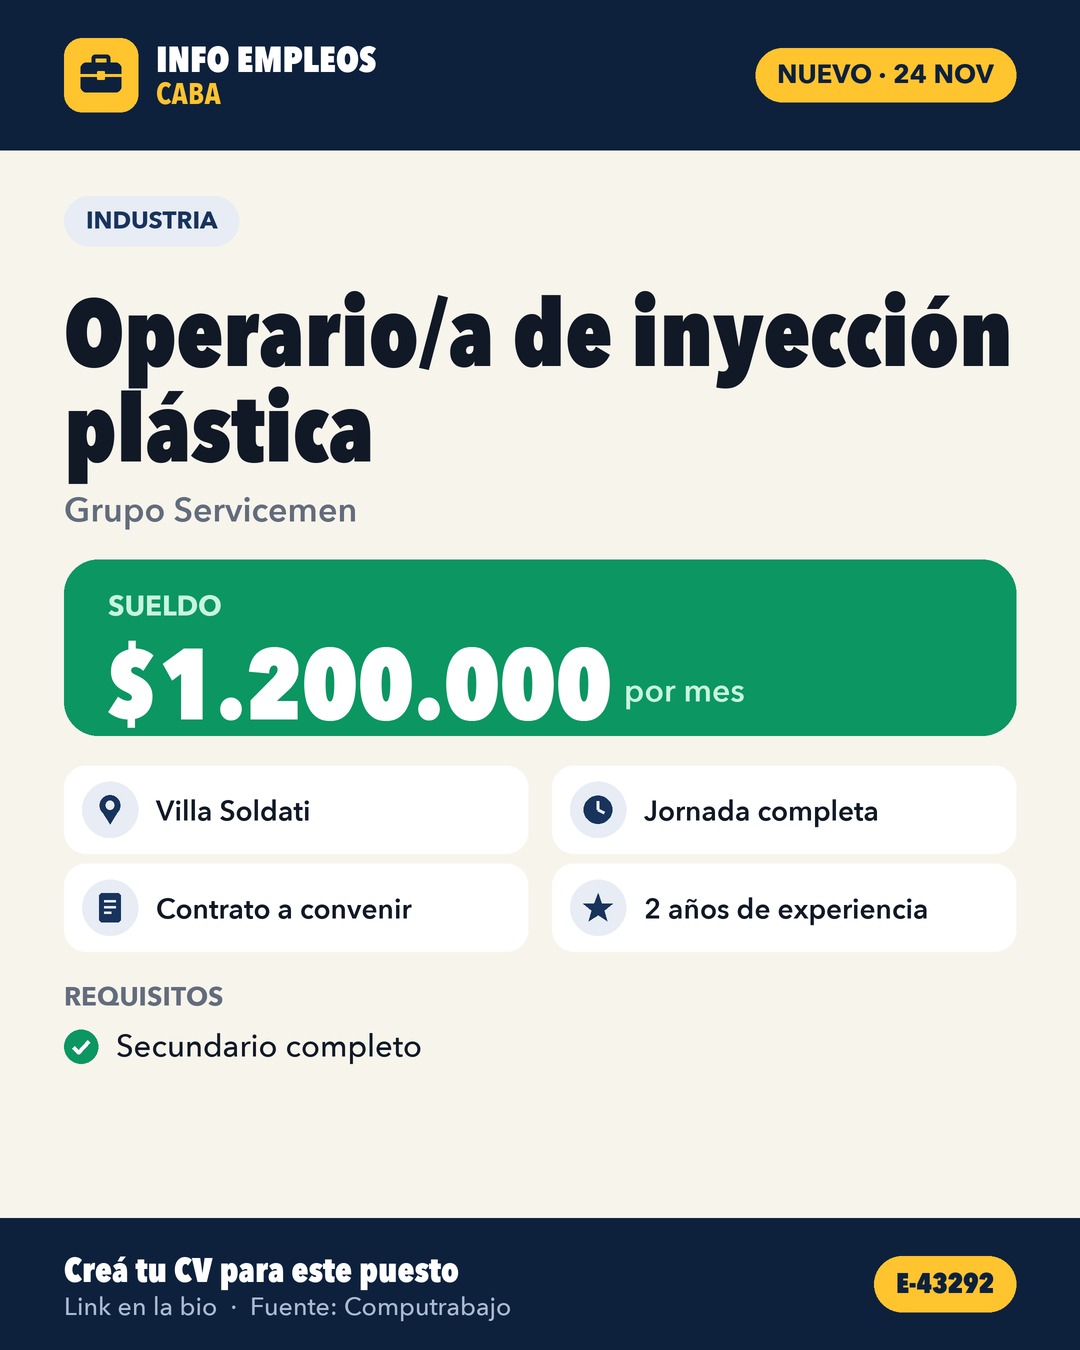 INFO EMPLEOS
CABA
NUEVO · 24 NOV
INDUSTRIA
Operario/a de inyección
plástica
Grupo Servicemen
SUELDO
$1.200.000 por mes
Villa Soldati
Jornada completa
Contrato a convenir
2 años de experiencia
REQUISITOS
Secundario completo
Creá tu CV para este puesto
Link en la bio · Fuente: Computrabajo
E-43292